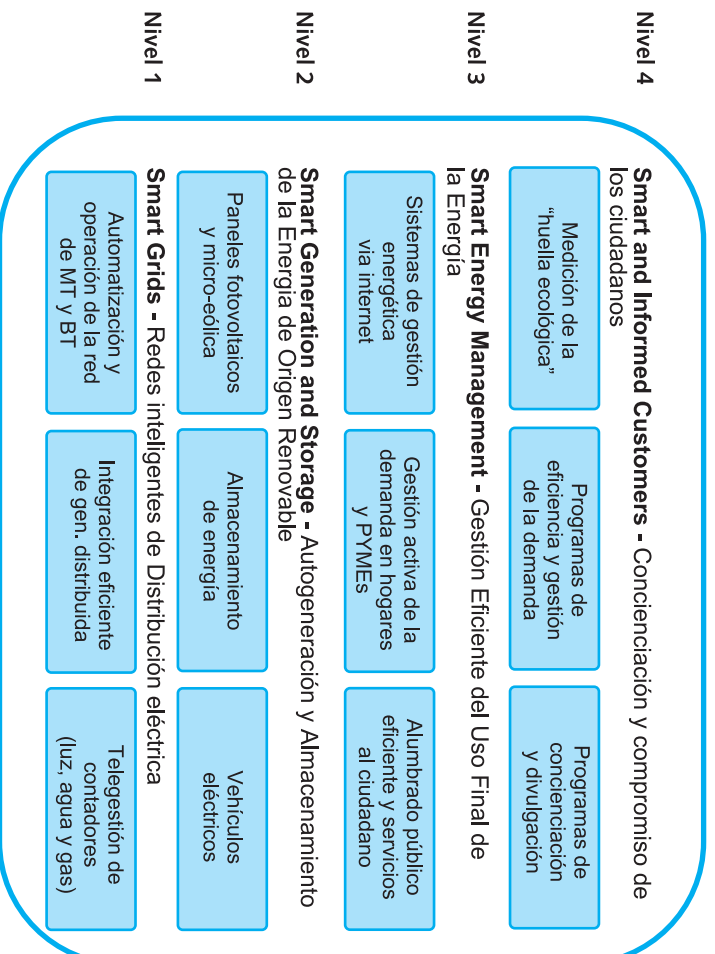 Nivel 4
Smart and Informed Customers - Concienciación y compromiso de
los ciudadanos
Medición de la
“huella ecológica”
Programas de
eficiencia y gestión
de la demanda
Programas de
concienciación
y divulgación
Nivel 3
Smart Energy Management - Gestión Eficiente del Uso Final de
la Energía
Sistemas de gestión
energética
via internet
Gestión activa de la
demanda en hogares
y PYMEs
Alumbrado público
eficiente y servicios
al ciudadano
Nivel 2
Smart Generation and Storage - Autogeneración y Almacenamiento
de la Energia de Origen Renovable
Paneles fotovoltaicos
y micro-eólica
Almacenamiento
de energía
Vehículos
eléctricos
Nivel 1
Smart Grids - Redes inteligentes de Distribución eléctrica
Automatización y
operación de la red
de MT y BT
Integración eficiente
de gen. distribuida
Telegestión de
contadores
(luz, agua y gas)